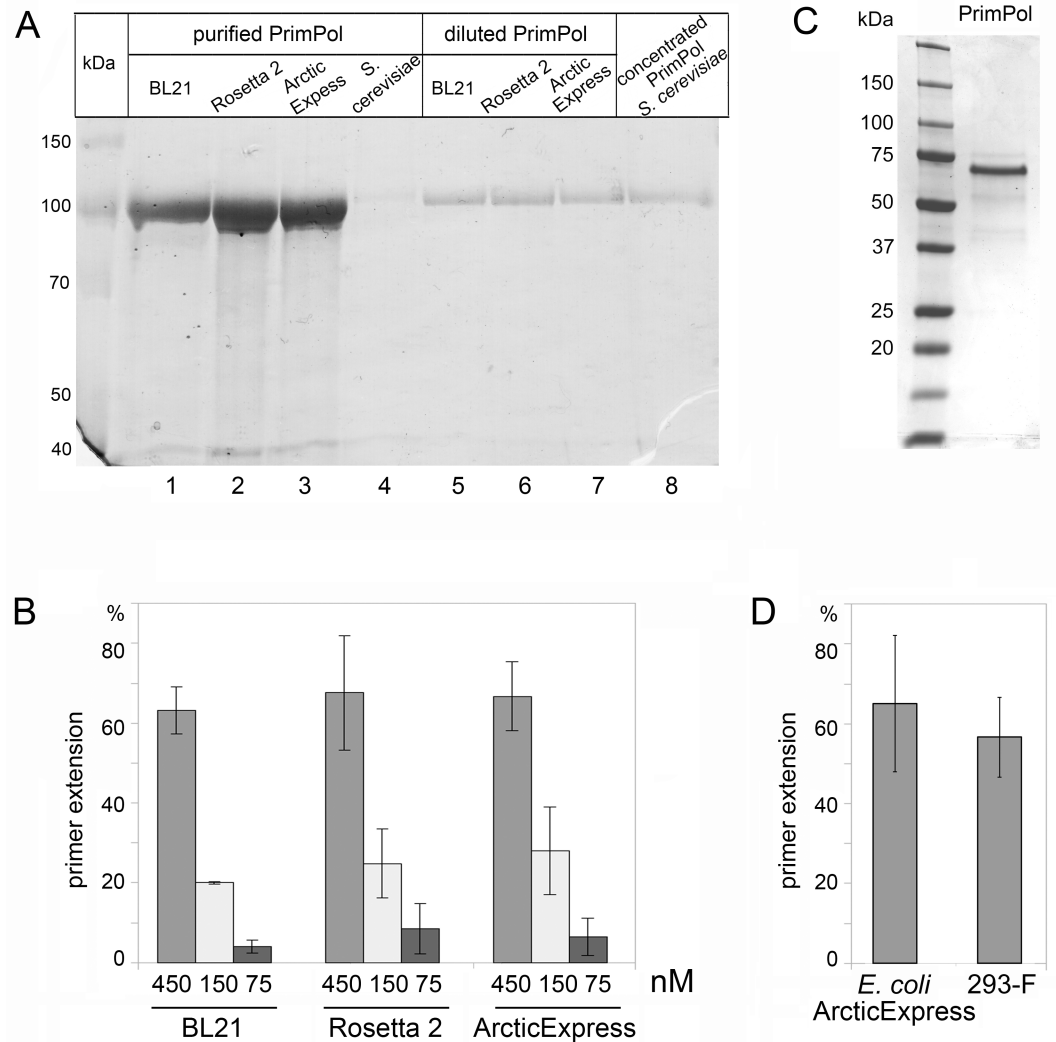 A
kDa
purified PrimPol
diluted PrimPol
BL21
Rosetta 2
Arctic
Expess
S.
cerevisiae
BL21
Rosetta 2
Arctic
Express
concentrated
PrimPol
S. cerevisiae
150
100
70
50
40
1 2 3 4 5 6 7 8
C
kDa
PrimPol
150
100
75
50
37
25
20
B
%
80
60
40
20
0
primer extension
450 150 75 450 150 75 450 150 75 nM
BL21 Rosetta 2 ArcticExpress
D
%
80
60
40
20
0
primer extension
E. coli 293-F
ArcticExpress